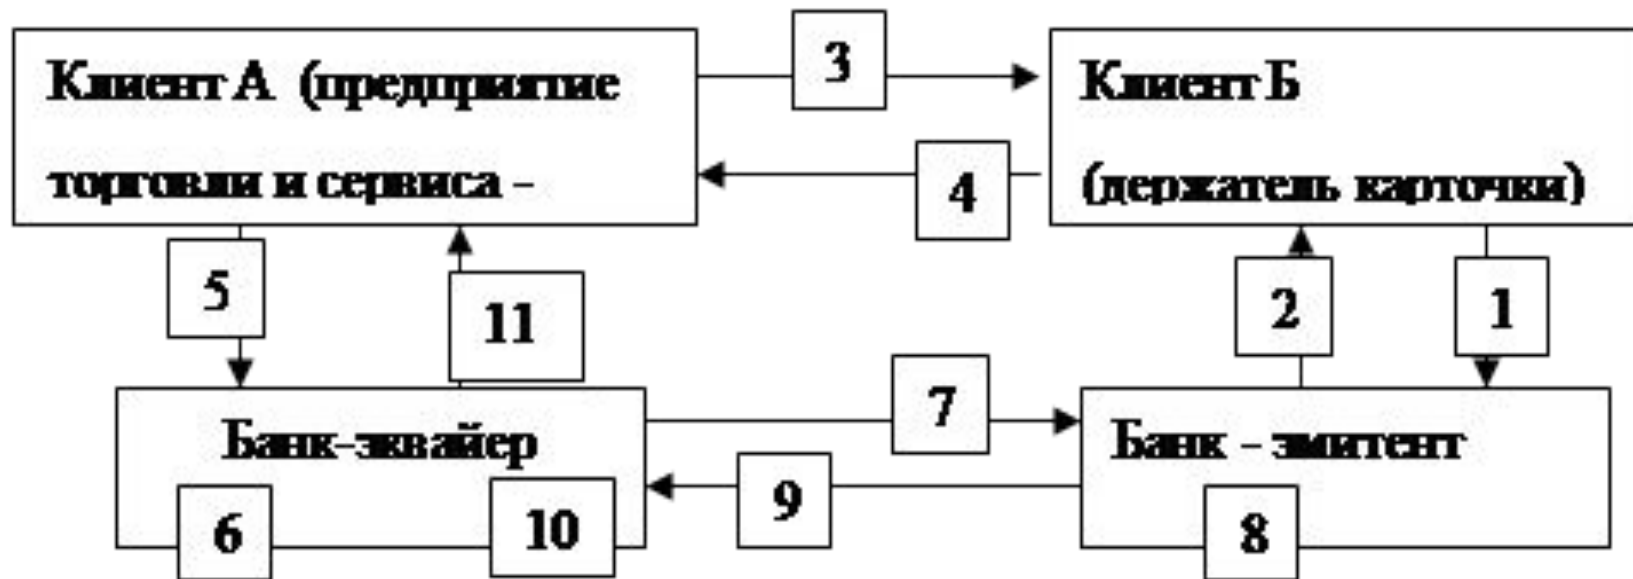 3
Клиент А (предприятие
торговли и сервиса -
Клиент Б
(держатель карточки)
4
5
11
2
1
7
Банк-эквайер
Банк - эмитент
9
6
10
8